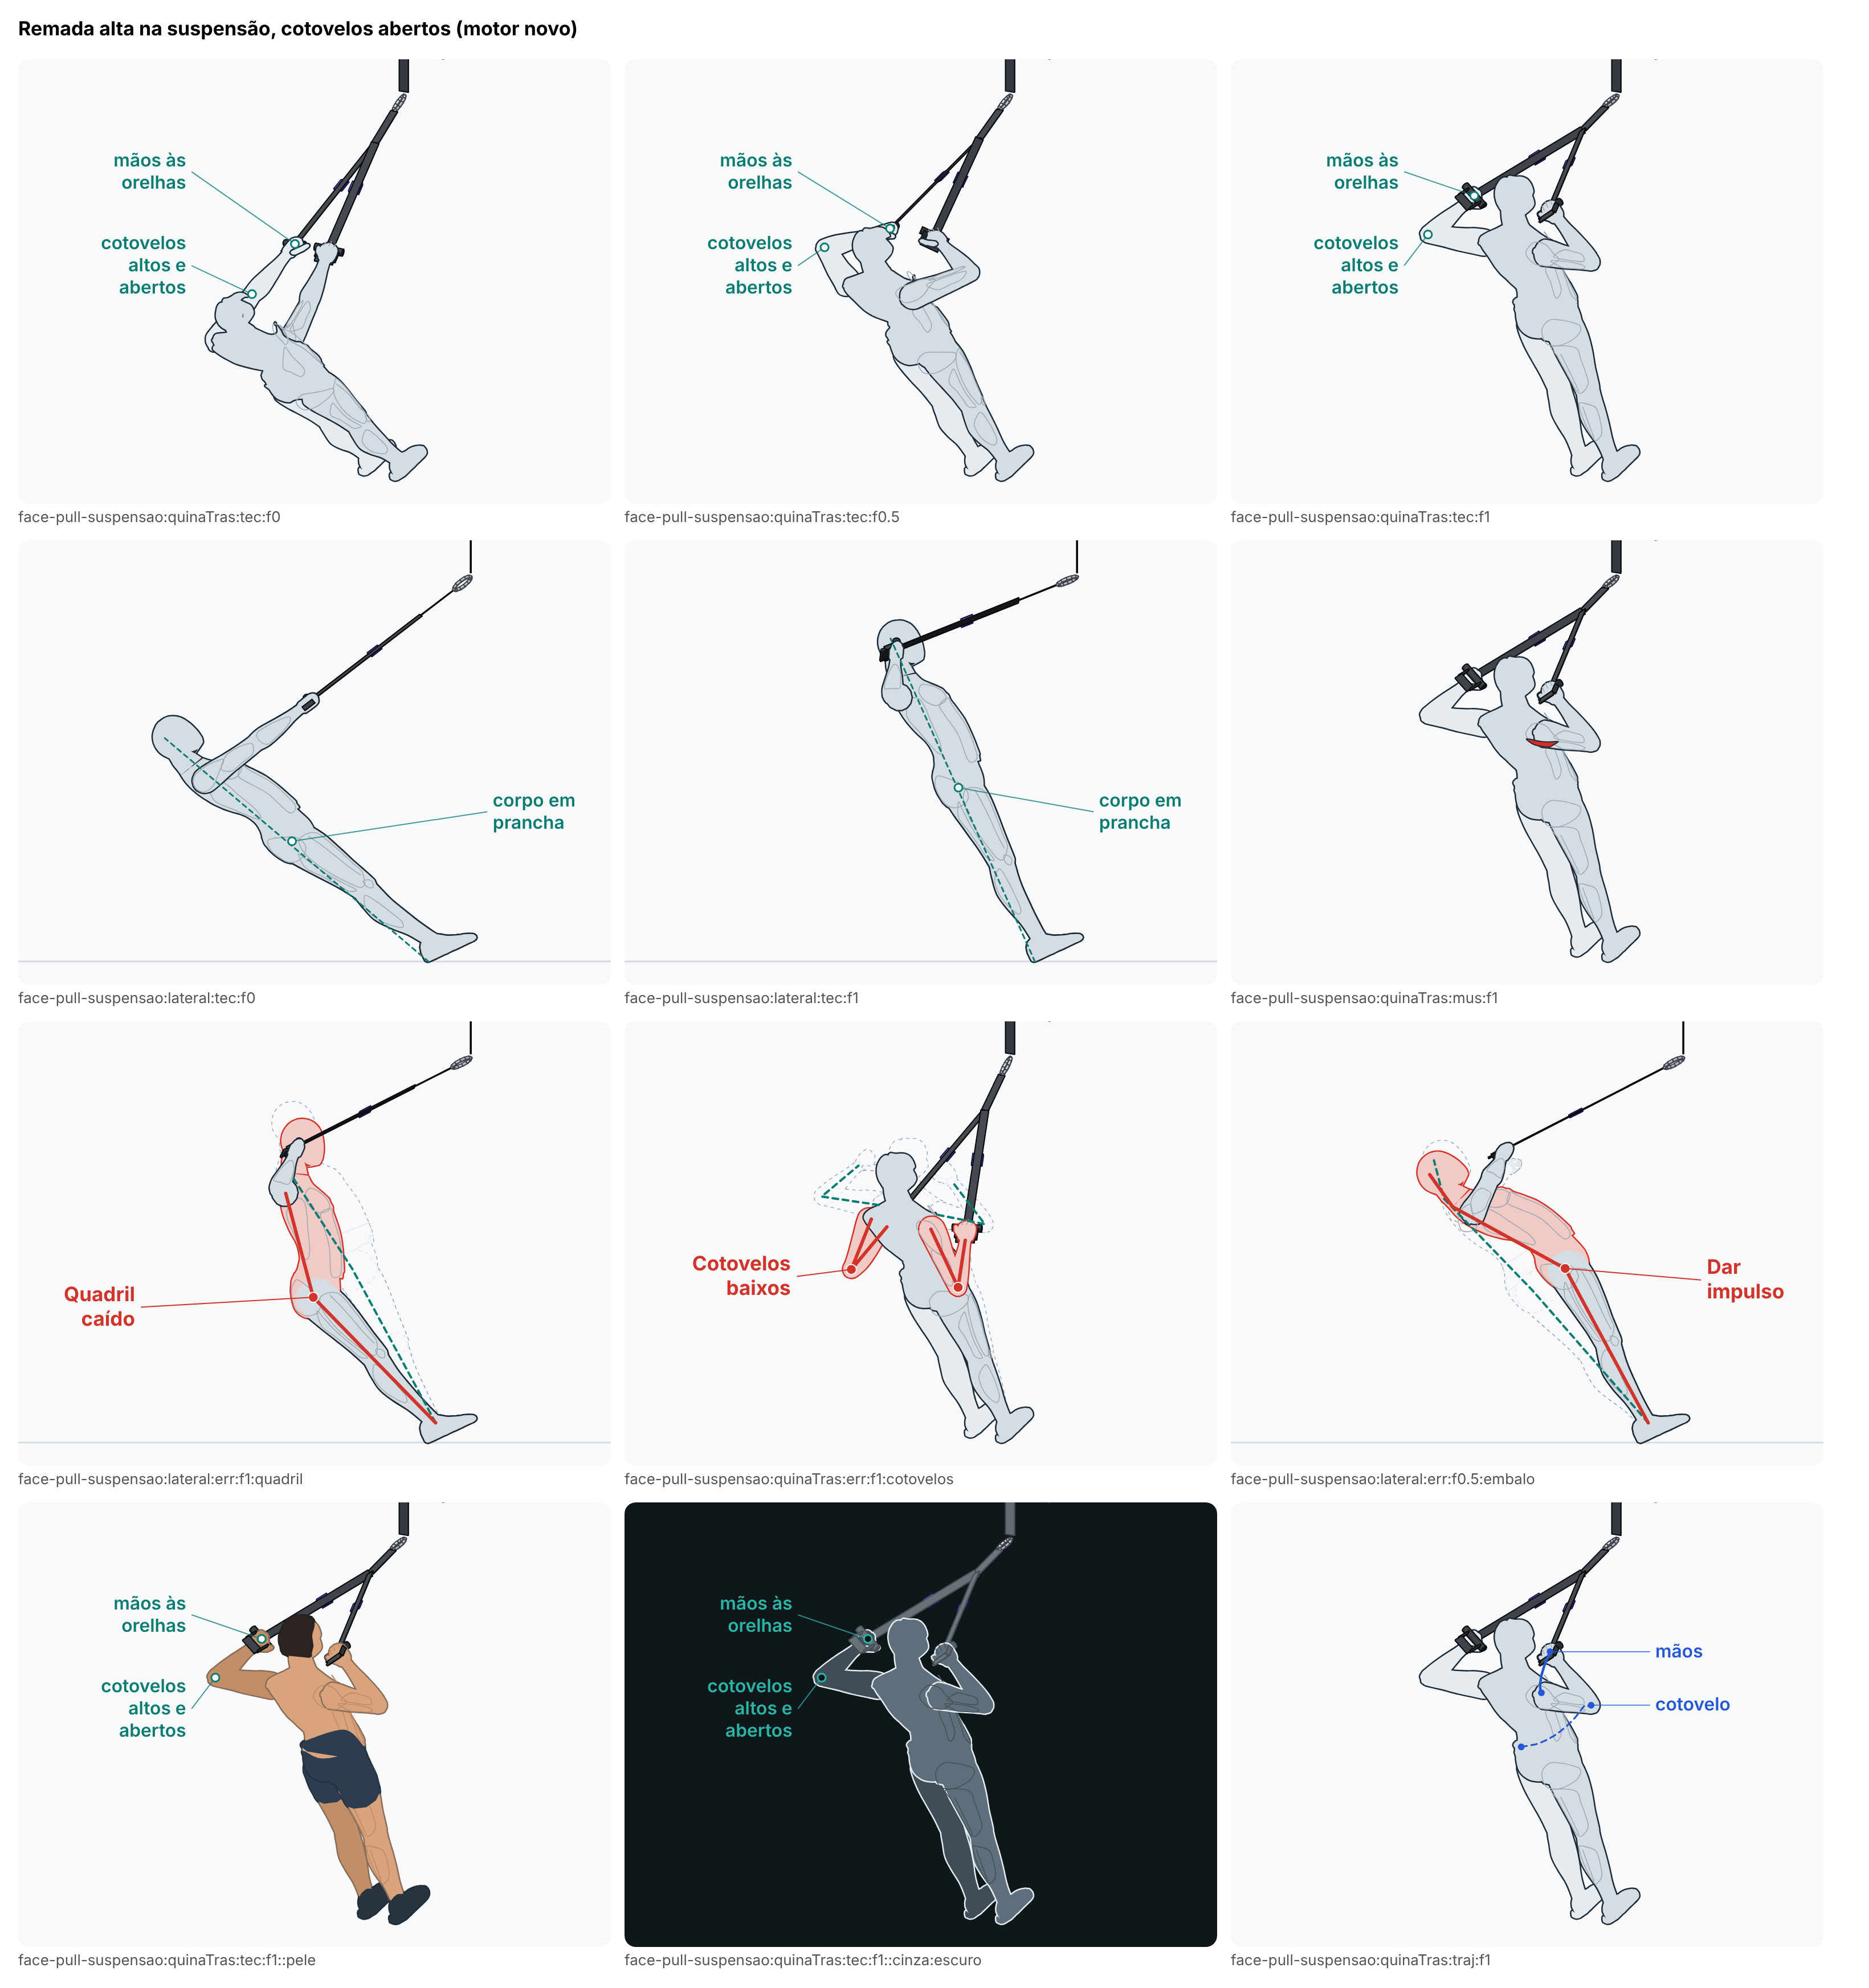 Remada alta na suspensão, cotovelos abertos (motor novo)
mãos às
orelhas
cotovelos
altos e
abertos
face-pull-suspensao:quinaTras:tec:f0
mãos às
orelhas
cotovelos
altos e
abertos
face-pull-suspensao:quinaTras:tec:f0.5
mãos às
orelhas
cotovelos
altos e
abertos
face-pull-suspensao:quinaTras:tec:f1
corpo em
prancha
face-pull-suspensao:lateral:tec:f0
corpo em
prancha
face-pull-suspensao:lateral:tec:f1
face-pull-suspensao:quinaTras:mus:f1
Quadril
caído
face-pull-suspensao:lateral:err:f1:quadril
Cotovelos
baixos
face-pull-suspensao:quinaTras:err:f1:cotovelos
Dar
impulso
face-pull-suspensao:lateral:err:f0.5:embalo
mãos às
orelhas
cotovelos
altos e
abertos
face-pull-suspensao:quinaTras:tec:f1::pele
mãos às
orelhas
cotovelos
altos e
abertos
face-pull-suspensao:quinaTras:tec:f1::cinza:escuro
mãos
cotovelo
face-pull-suspensao:quinaTras:traj:f1